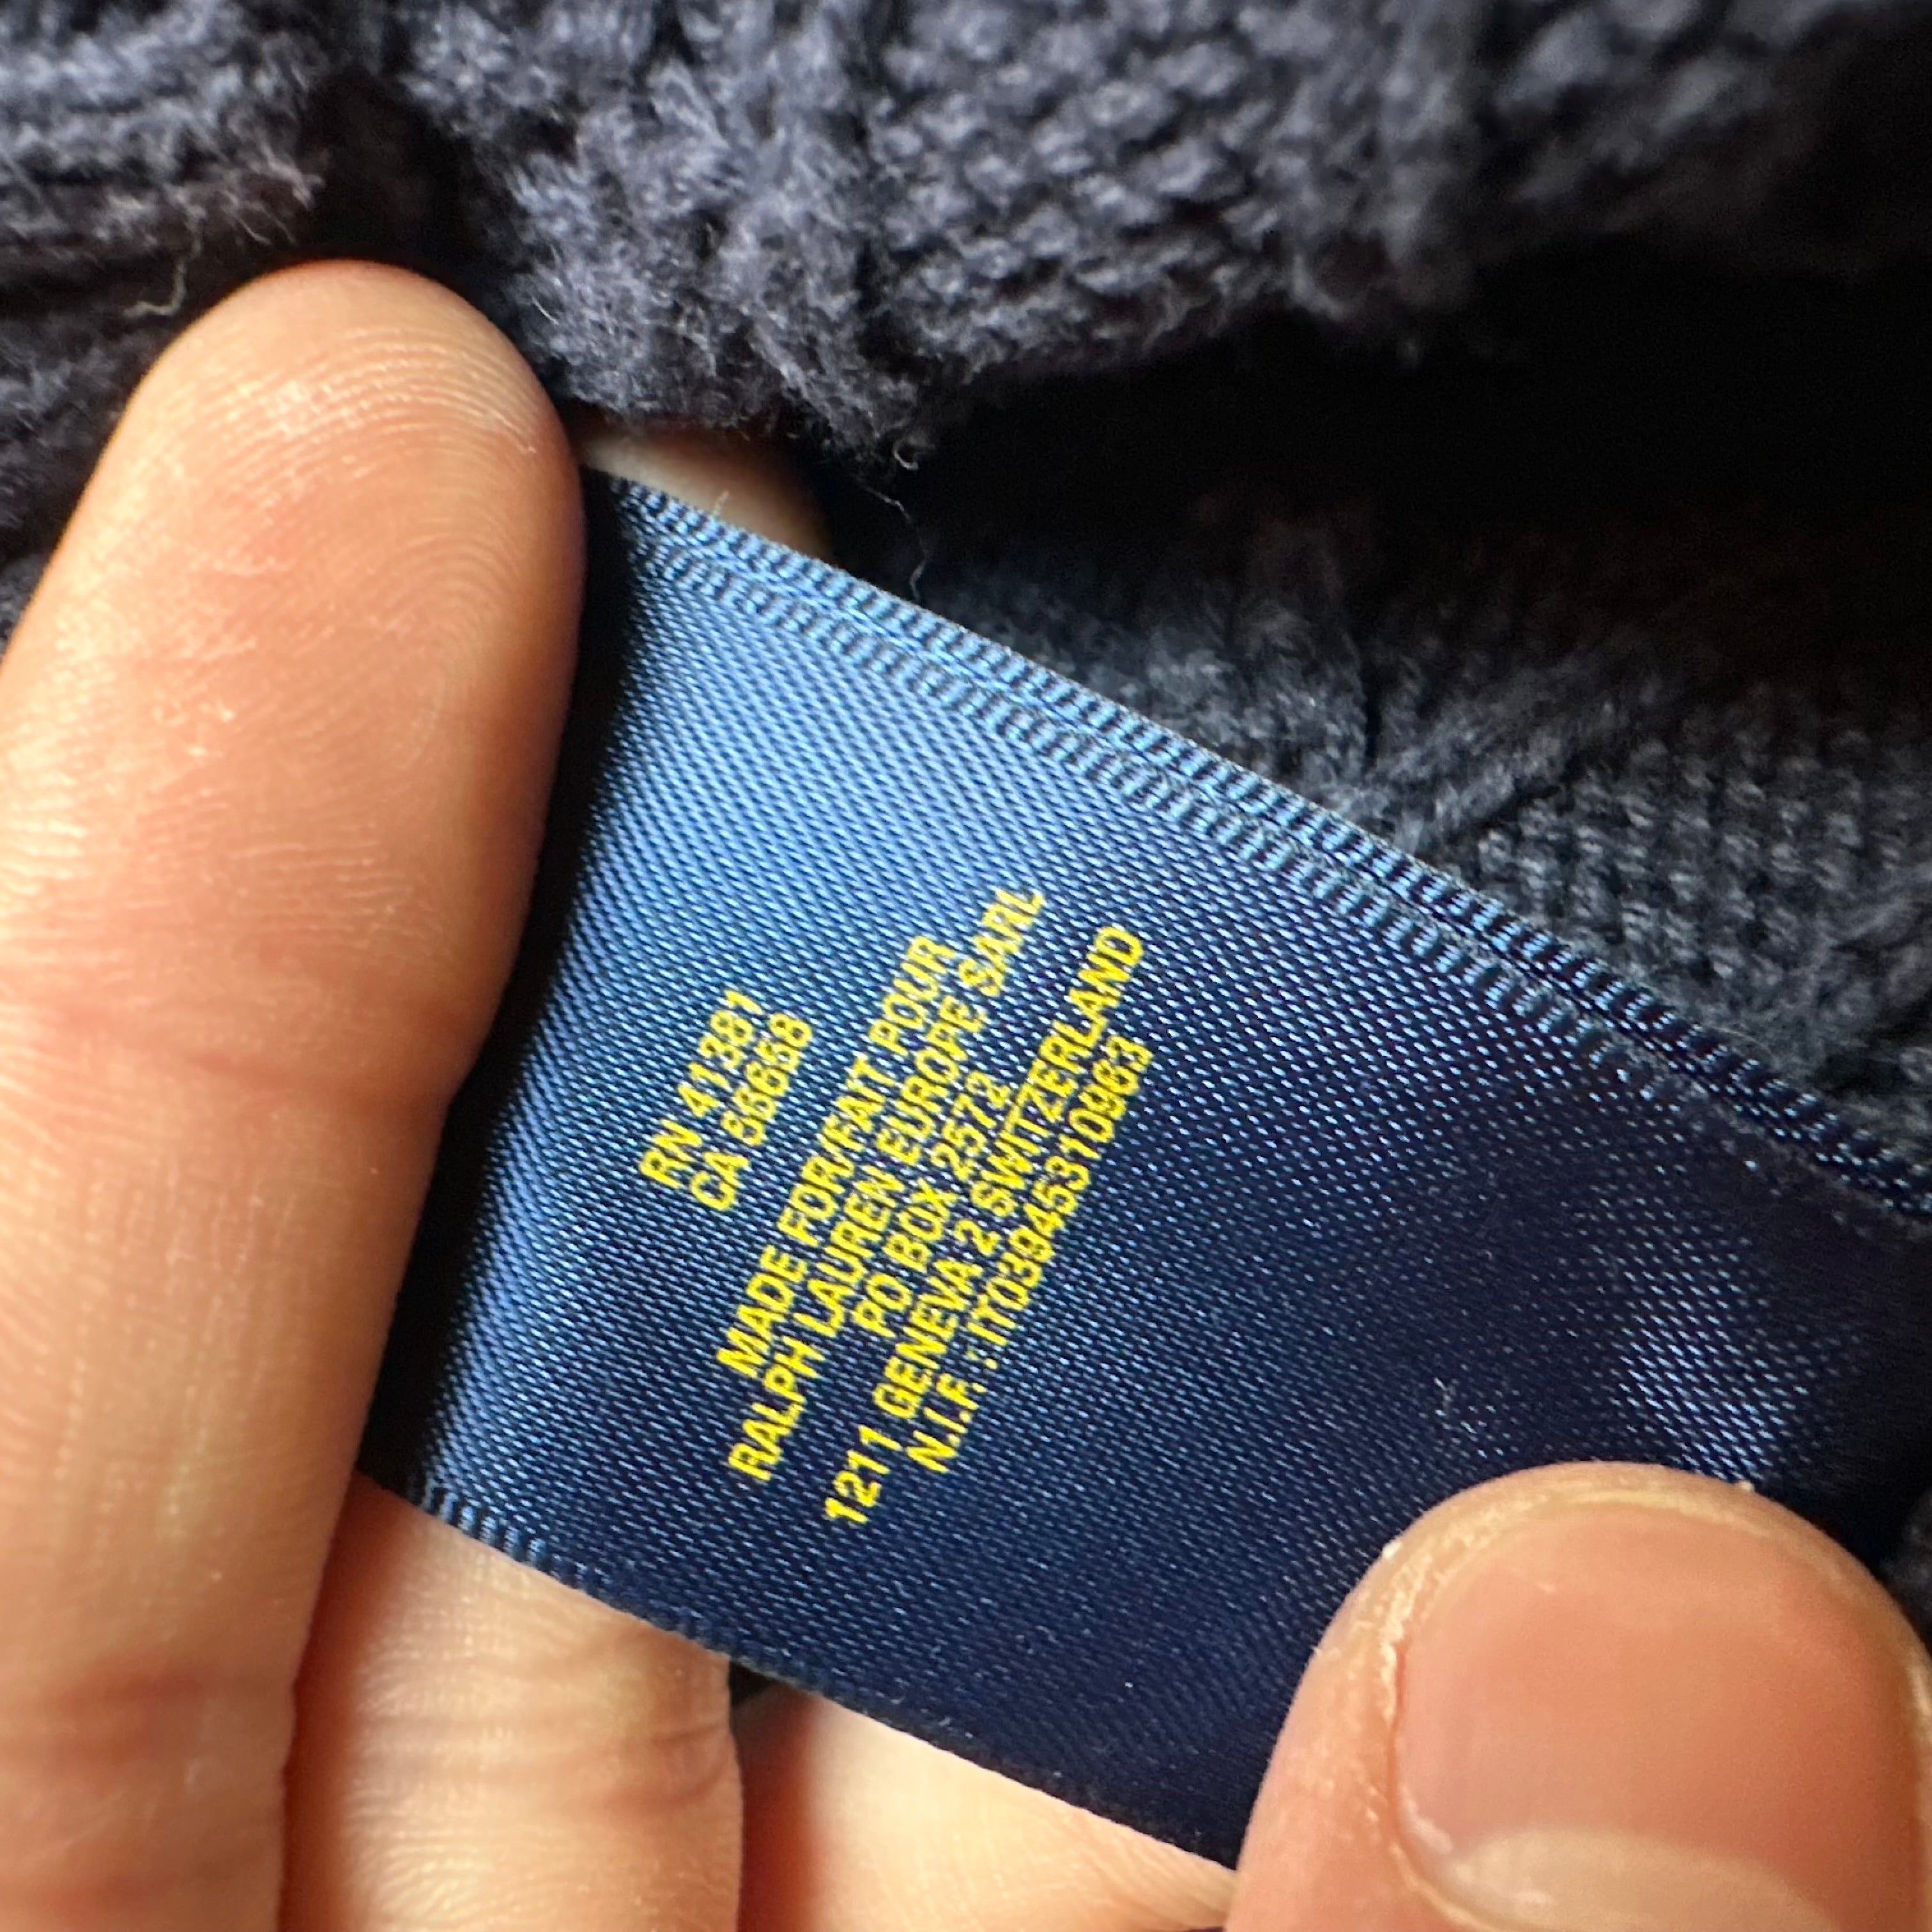 RN 41381
CA 86668
MADE FOR/FAIT POUR
RALPH LAUREN EUROPE SARL
PO BOX 2572
1211 GENEVA 2 SWITZERLAND
N.I.F. : IT03945310963